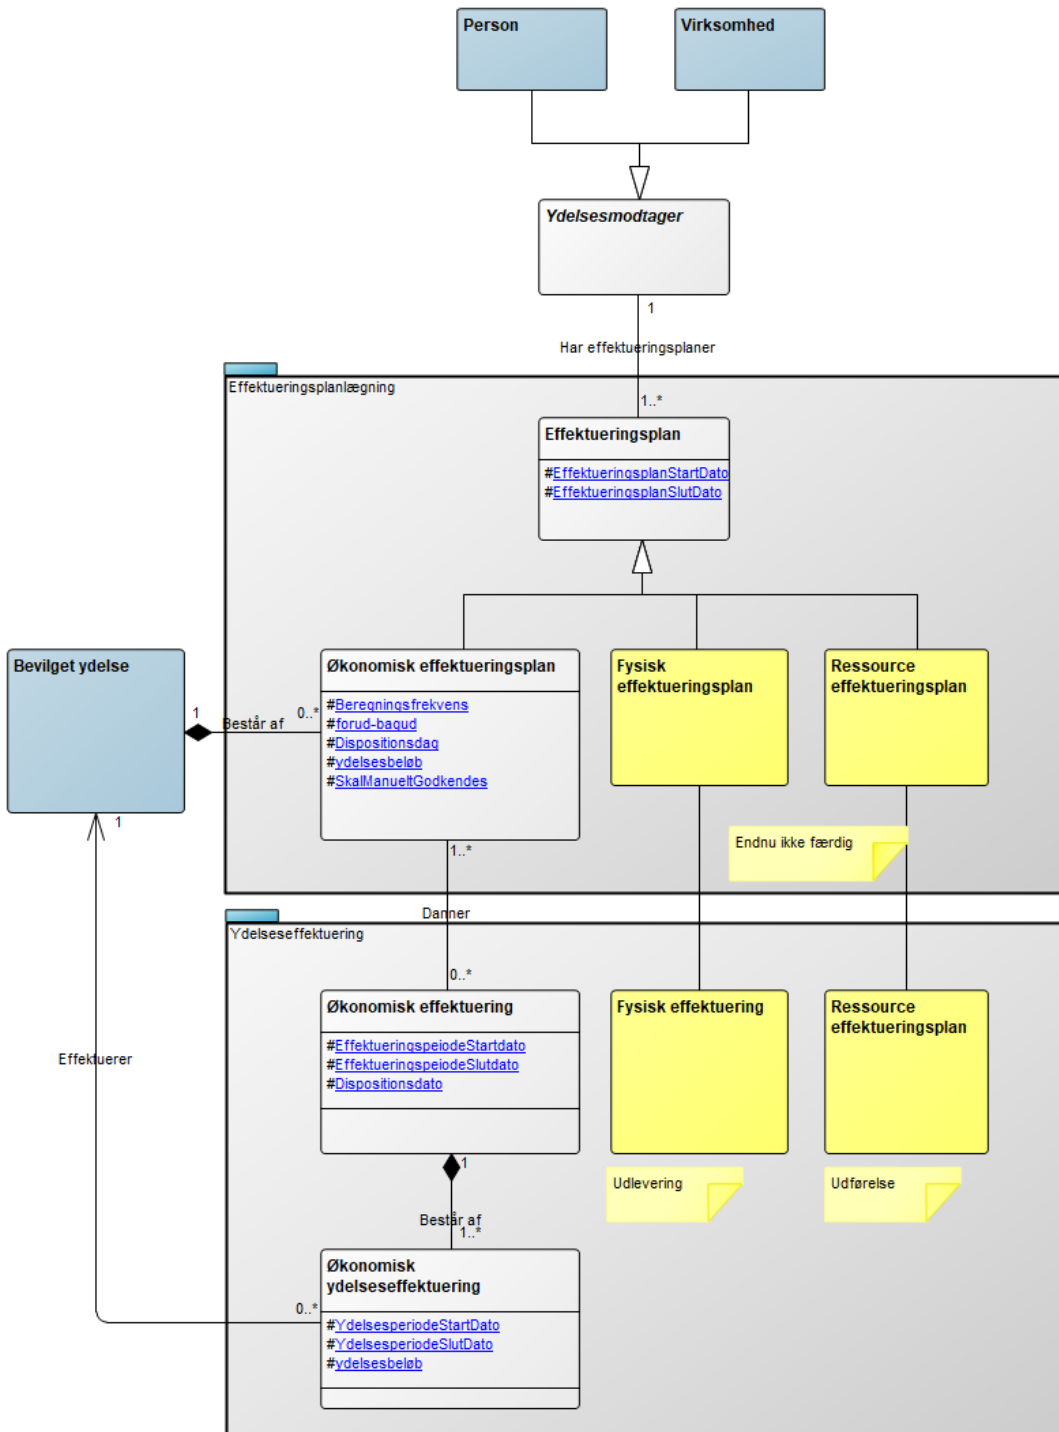 Person
Virksomhed
Ydelsesmodtager
1
Har effektueringsplaner
Effektueringsplanlægning
1..*
Effektueringsplan
#EffektueringsplanStartDato
#EffektueringsplanSlutDato
Bevilget ydelse
1
Består af
0..*
Økonomisk effektueringsplan
#Beregningsfrekvens
#forud-bagud
#Dispositionsdag
#ydelsesbeløb
#SkalManueltGodkendes
Fysisk
effektueringsplan
Ressource
effektueringsplan
1
1..*
Endnu ikke færdig
Danner
Ydelseseffektuering
0..*
Økonomisk effektuering
#EffektueringspeiodeStartdato
#EffektueringspeiodeSlutdato
#Dispositionsdato
Fysisk effektuering
Ressource
effektueringsplan
Effektuerer
1
Består af
1..*
Udlevering
Udførelse
0..*
Økonomisk
ydelseseffektuering
#YdelsesperiodeStartDato
#YdelsesperiodeSlutDato
#ydelsesbeløb